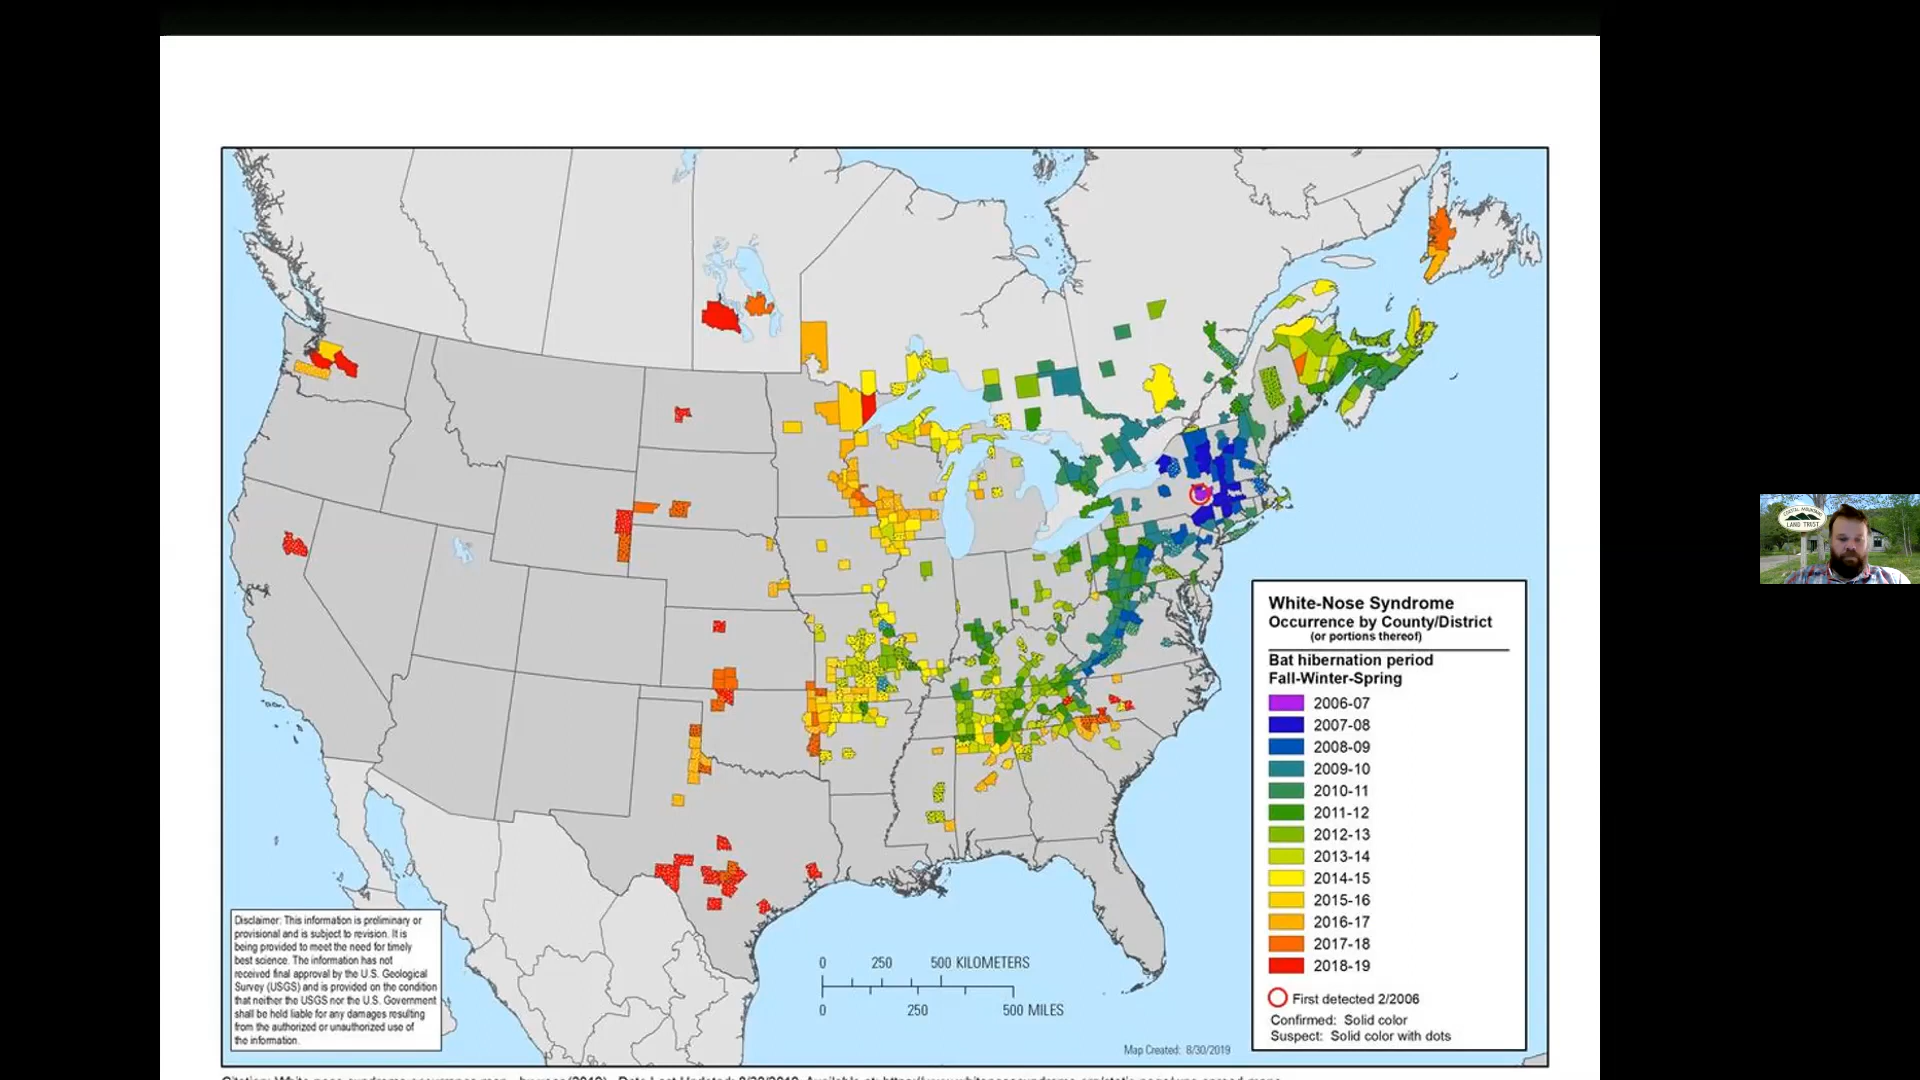 White-Nose Syndrome
Occurrence by County/District
(or portions thereof)
Bat hibernation period
Fall-Winter-Spring
2006-07
2007-08
2008-09
2009-10
2010-11
2011-12
2012-13
2013-14
2014-15
2015-16
2016-17
2017-18
2018-19
First detected 2/2006
Confirmed: Solid color
Suspect: Solid color with dots
Disclaimer: This information is preliminary or
provisional and is subject to revision. It is
being provided to meet the need for timely
best science. The information has not
received final approval by the U.S. Geological
Survey (USGS) and is provided on the condition
that neither the USGS nor the U.S. Government
shall be held liable for any damages resulting
from the authorized or unauthorized use of
the information.
0 250 500 KILOMETERS
0 250 500 MILES
Map Created: 8/30/2019
COASTAL MOUNTAINS
LAND TRUST